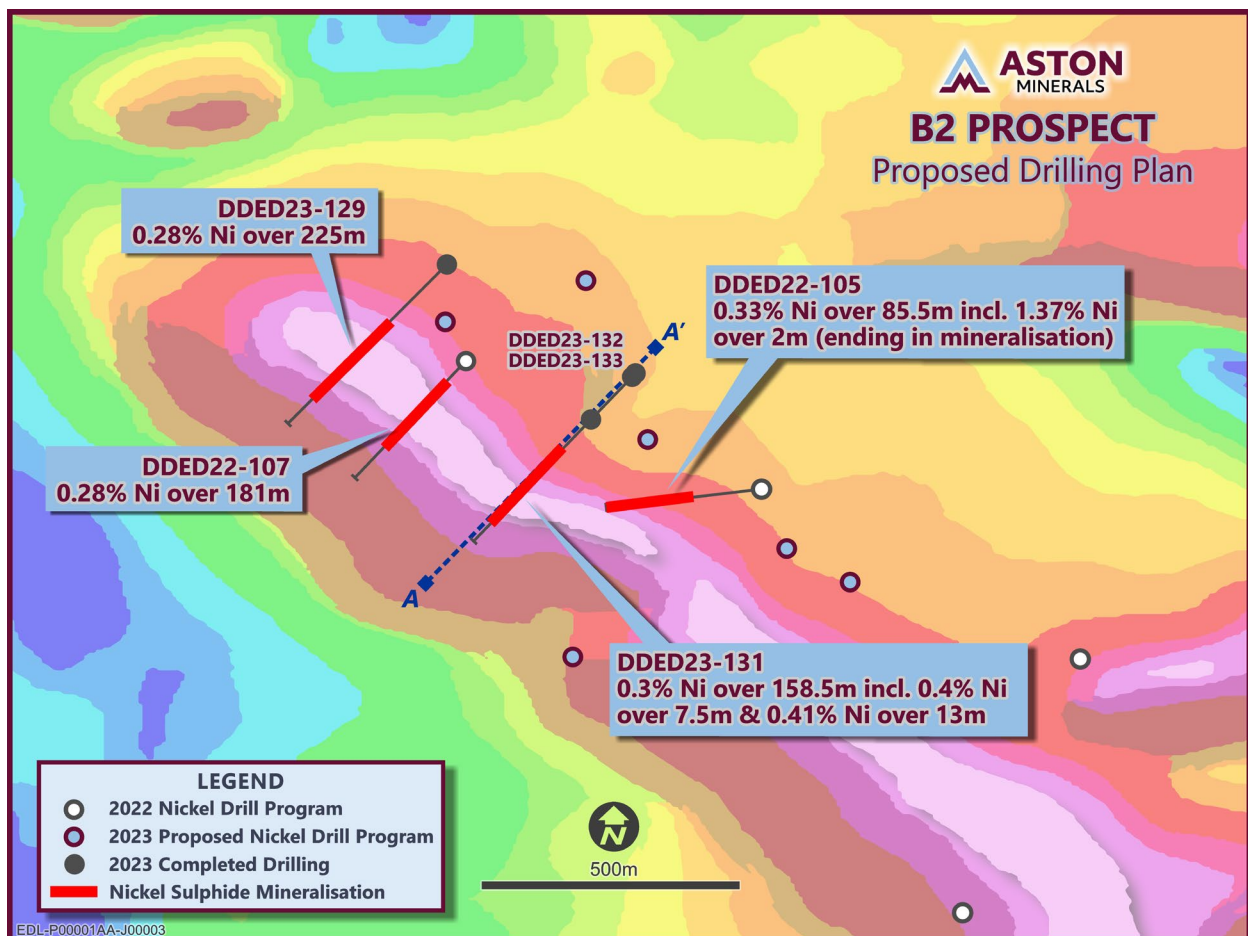 ASTON
MINERALS
B2 PROSPECT
Proposed Drilling Plan
DDED23-129
0.28% Ni over 225m
DDED22-105
0.33% Ni over 85.5m incl. 1.37% Ni
over 2m (ending in mineralisation)
A'
DDED23-132
DDED23-133
DDED22-107
0.28% Ni over 181m
A
DDED23-131
0.3% Ni over 158.5m incl. 0.4% Ni
over 7.5m & 0.41% Ni over 13m
LEGEND
2022 Nickel Drill Program
2023 Proposed Nickel Drill Program
2023 Completed Drilling
Nickel Sulphide Mineralisation
N
500m
EDL-P00001AA-J00003